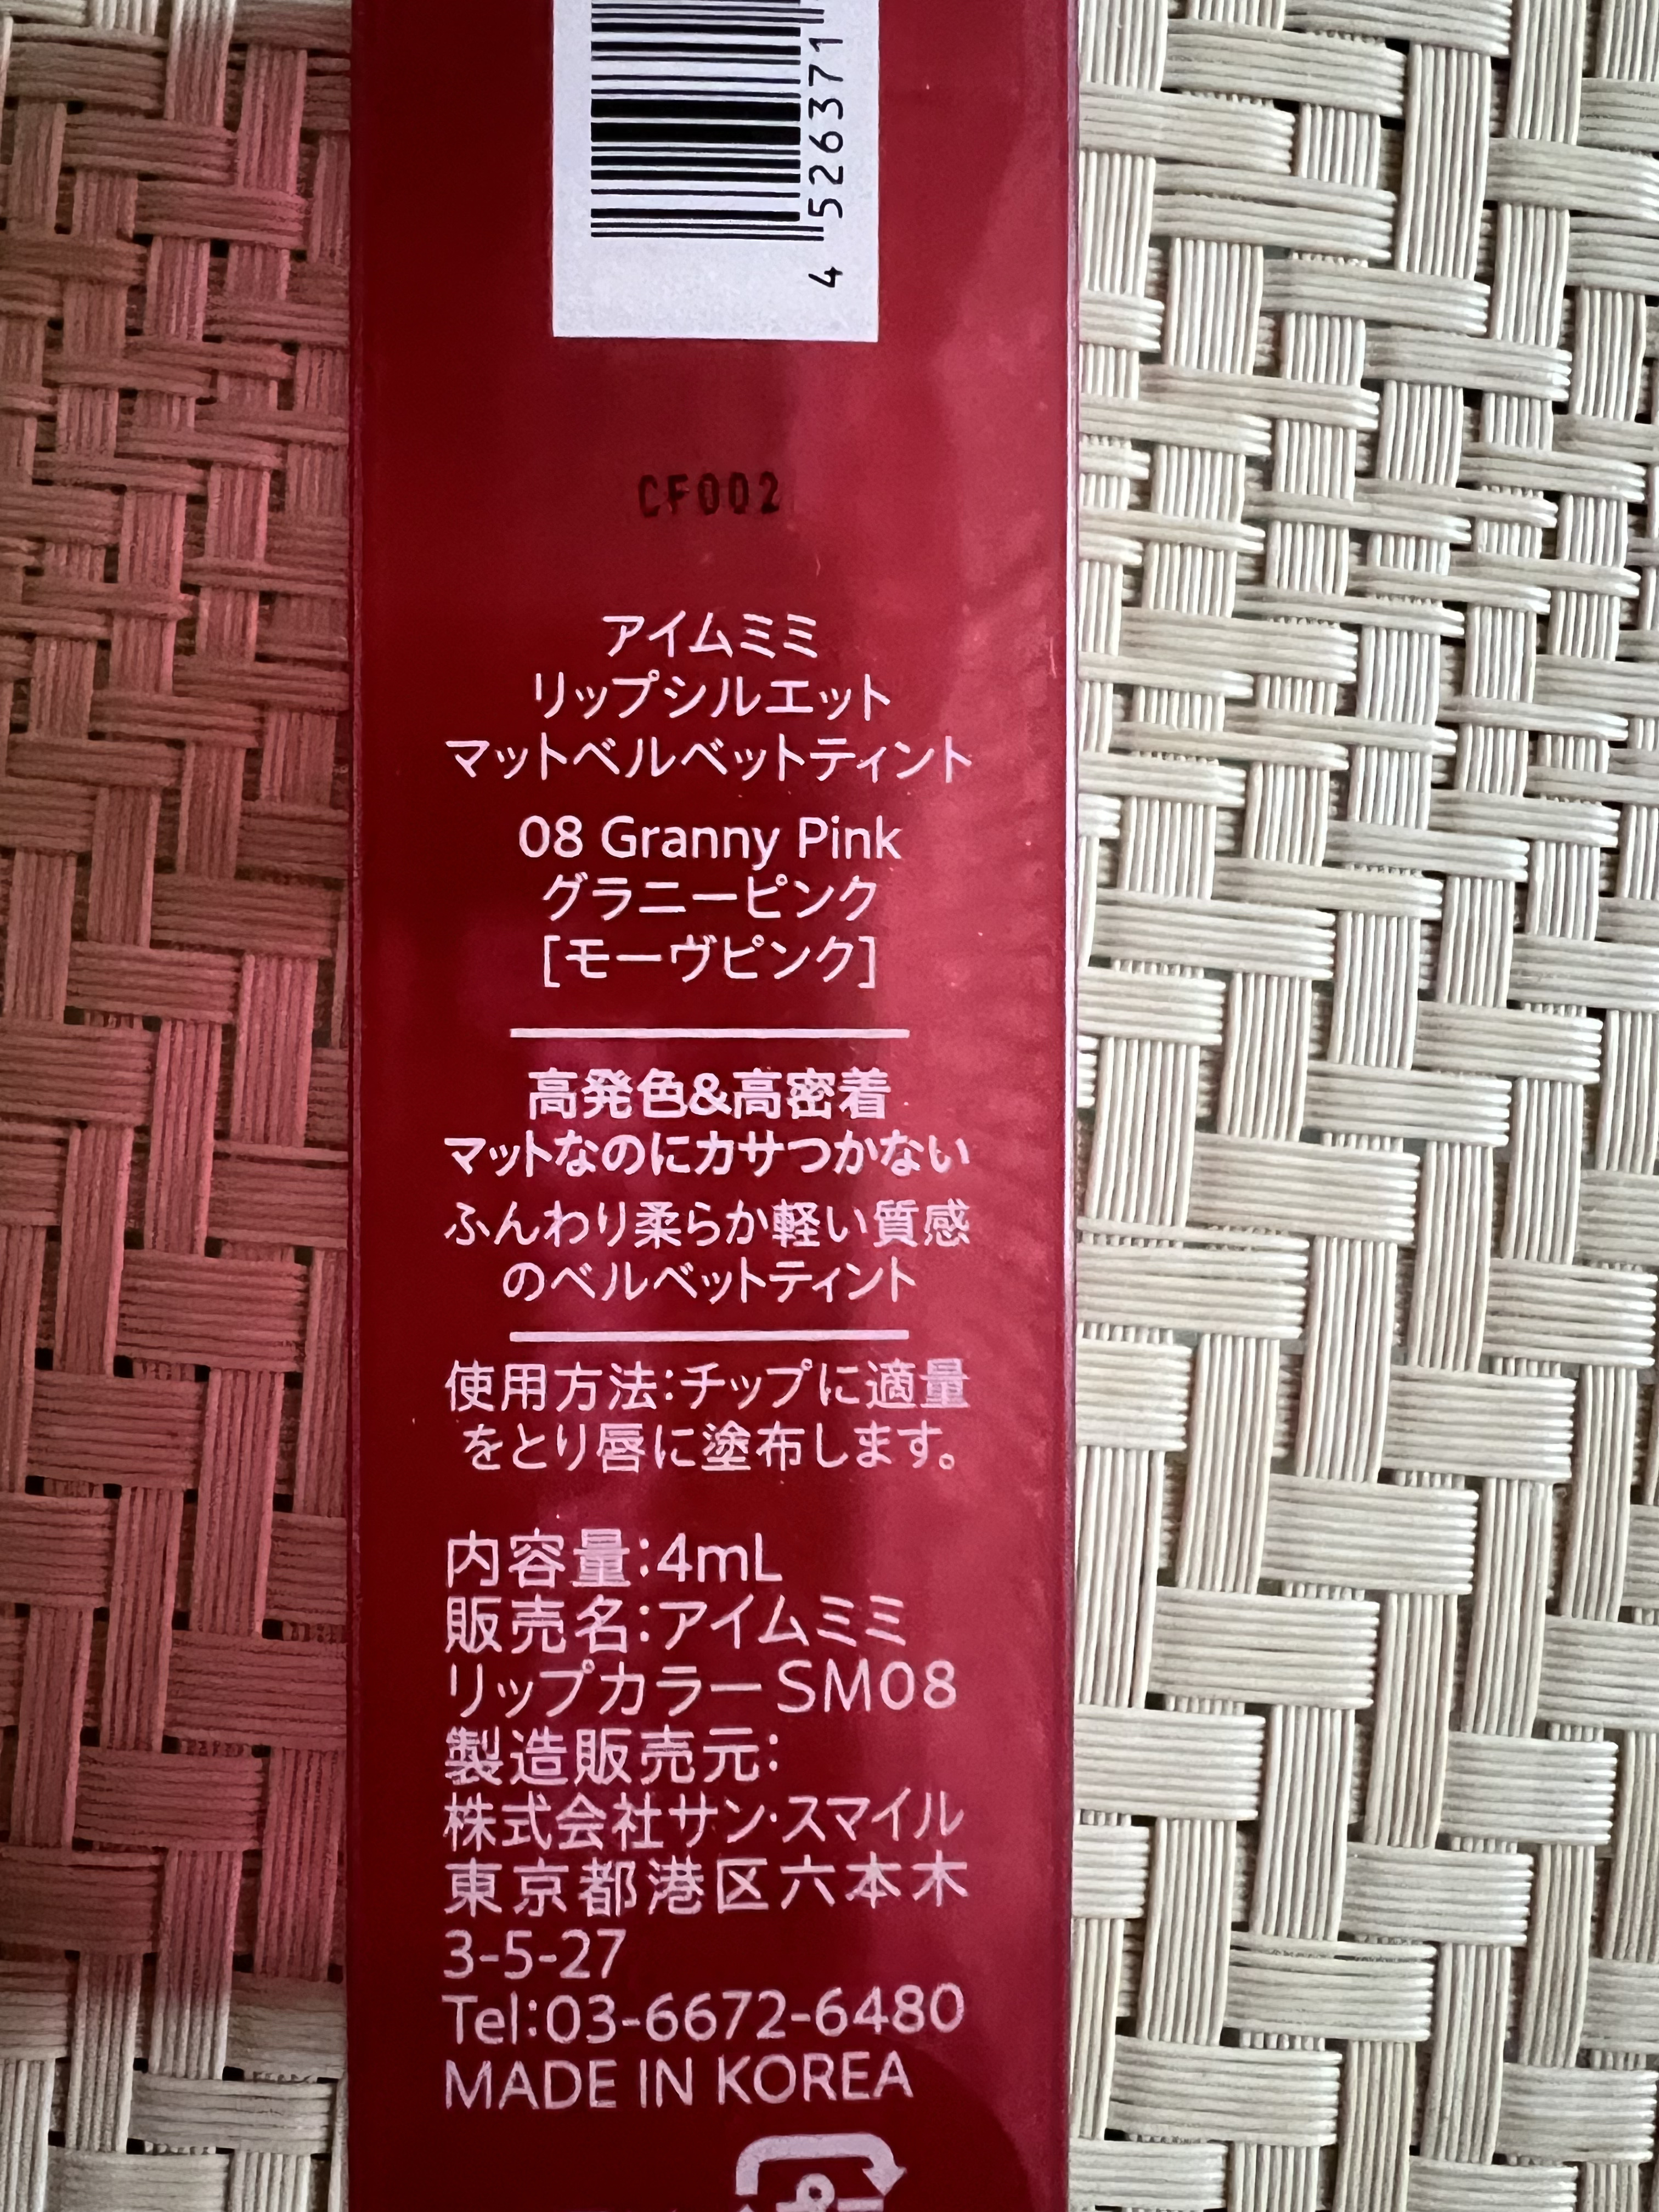 4 526371
CF002
アイムミミ
リップシルエット
マットベルベットティント
08 Granny Pink
グラニーピンク
[モーヴピンク]
高発色&高密着
マットなのにカサつかない
ふんわり柔らか軽い質感
のベルベットティント
使用方法:チップに適量
をとり唇に塗布します。
内容量:4mL
販売名:アイムミミ
リップカラー SM08
製造販売元:
株式会社サン・スマイル
東京都港区六本木
3-5-27
Tel:03-6672-6480
MADE IN KOREA